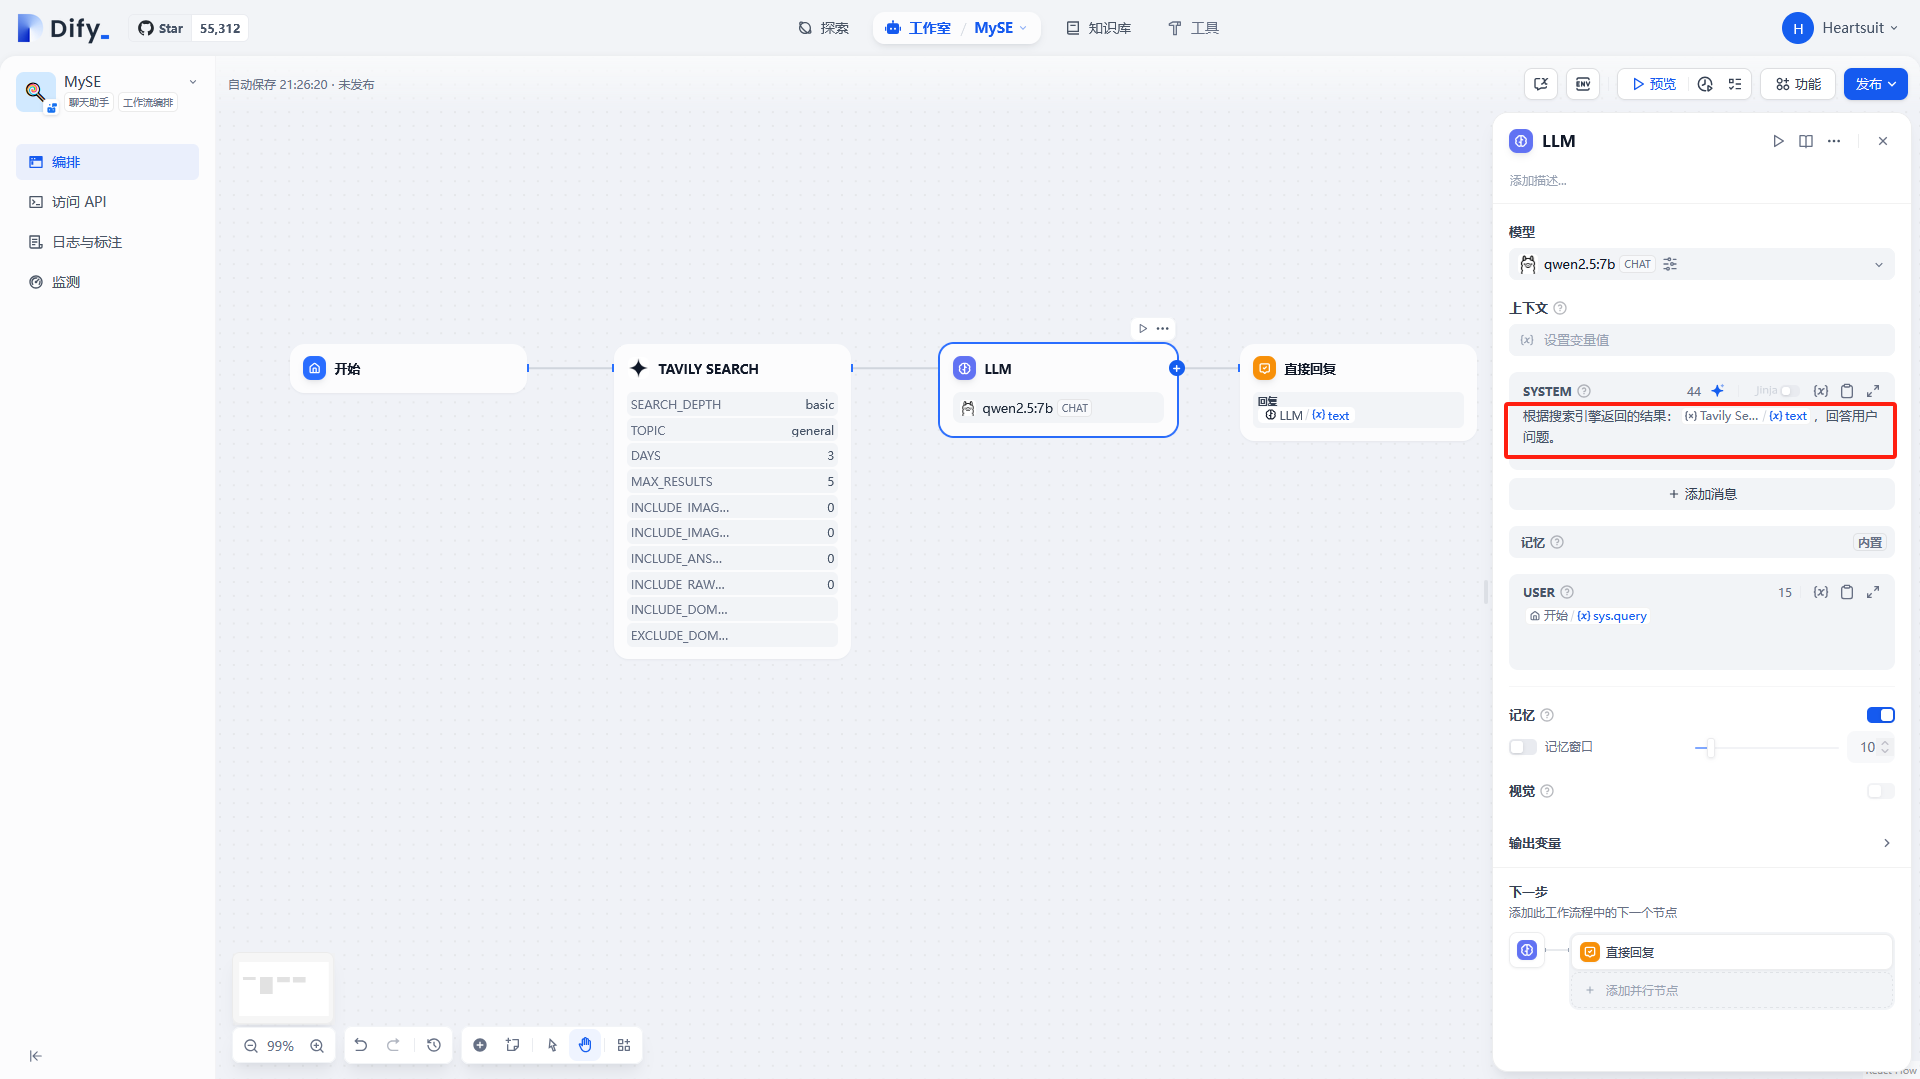 Dify_
Star 55,312
探索
工作室 / MySE
知识库
工具
H Heartsuit
MySE
聊天助手 工作流编排
编排
访问 API
日志与标注
监测
自动保存 21:26:20 · 未发布
ENV
预览
功能
发布
开始
TAVILY SEARCH
SEARCH_DEPTH basic
TOPIC general
DAYS 3
MAX_RESULTS 5
INCLUDE_IMAG... 0
INCLUDE_IMAG... 0
INCLUDE_ANS... 0
INCLUDE_RAW... 0
INCLUDE_DOM...
EXCLUDE_DOM...
LLM
qwen2.5:7b CHAT
直接回复
回复
LLM / {x} text
LLM
添加描述...
模型
qwen2.5:7b CHAT
上下文
{x} 设置变量值
SYSTEM 44 Jinja {x}
根据搜索引擎返回的结果： (×) Tavily Se... / {x} text ，回答用户
问题。
+ 添加消息
记忆 内置
USER 15 {x}
开始 / {x} sys.query
记忆
记忆窗口 10
视觉
输出变量
下一步
添加此工作流程中的下一个节点
直接回复
+ 添加并行节点
99%